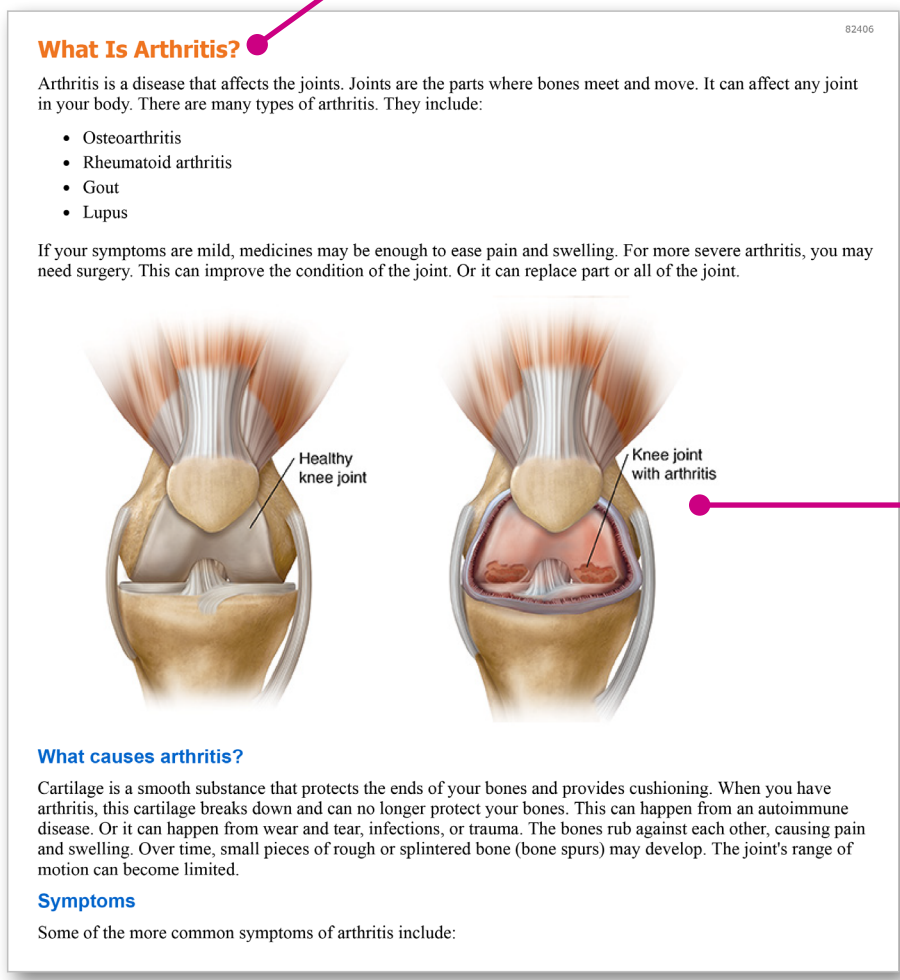 82406
What Is Arthritis?
Arthritis is a disease that affects the joints. Joints are the parts where bones meet and move. It can affect any joint
in your body. There are many types of arthritis. They include:
• Osteoarthritis
• Rheumatoid arthritis
• Gout
• Lupus
If your symptoms are mild, medicines may be enough to ease pain and swelling. For more severe arthritis, you may
need surgery. This can improve the condition of the joint. Or it can replace part or all of the joint.
Healthy
knee joint
Knee joint
with arthritis
What causes arthritis?
Cartilage is a smooth substance that protects the ends of your bones and provides cushioning. When you have
arthritis, this cartilage breaks down and can no longer protect your bones. This can happen from an autoimmune
disease. Or it can happen from wear and tear, infections, or trauma. The bones rub against each other, causing pain
and swelling. Over time, small pieces of rough or splintered bone (bone spurs) may develop. The joint's range of
motion can become limited.
Symptoms
Some of the more common symptoms of arthritis include: